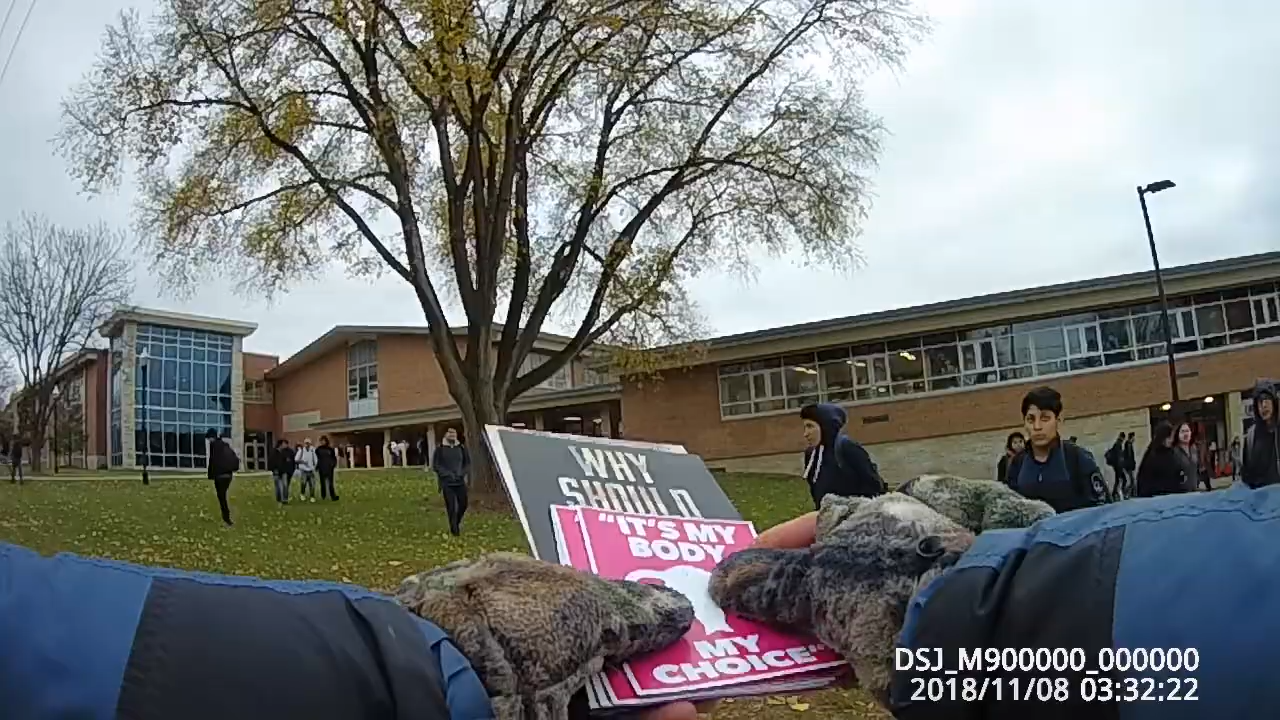 WHY
SHOULD
"IT'S MY
BODY
MY
CHOICE"
DSJ_M900000_000000
2018/11/08 03:32:22